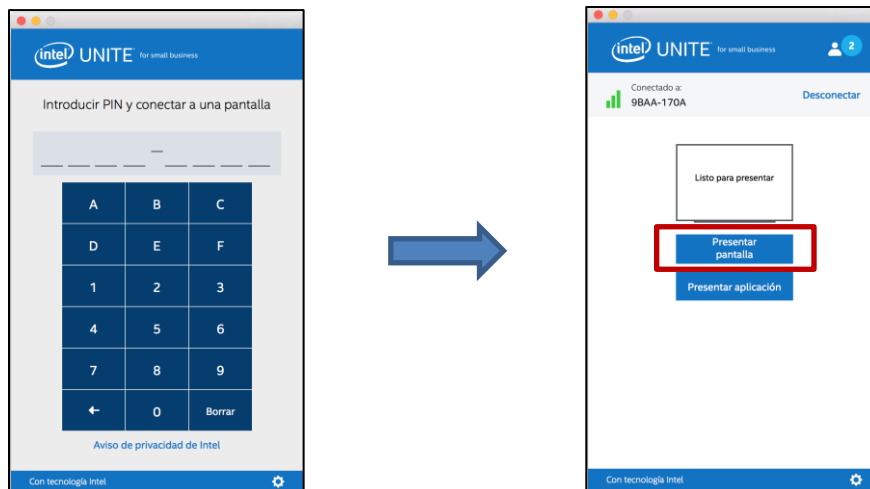 intel UNITE for small business
Introducir PIN y conectar a una pantalla
A B C
D E F
1 2 3
4 5 6
7 8 9
← 0 Borrar
Aviso de privacidad de Intel
Con tecnología Intel
intel UNITE for small business 2
Conectado a:
9BAA-170A Desconectar
Listo para presentar
Presentar
pantalla
Presentar aplicación
Con tecnología Intel